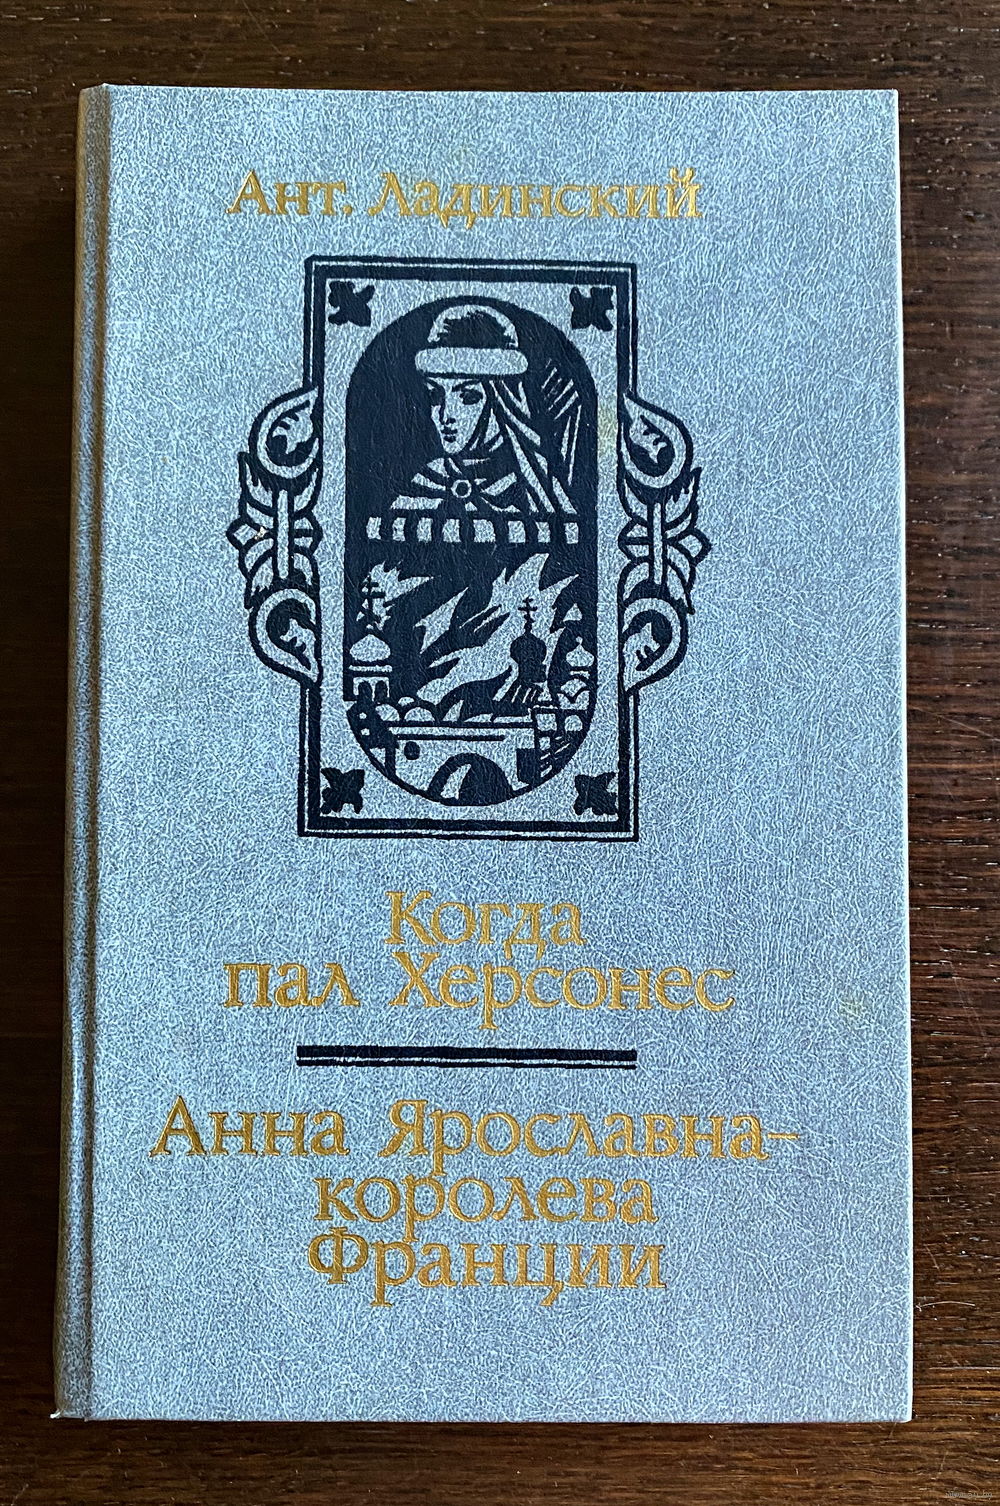 Ант. Ладинский
Когда
пал Херсонес
Анна Ярославна-
королева
Франции